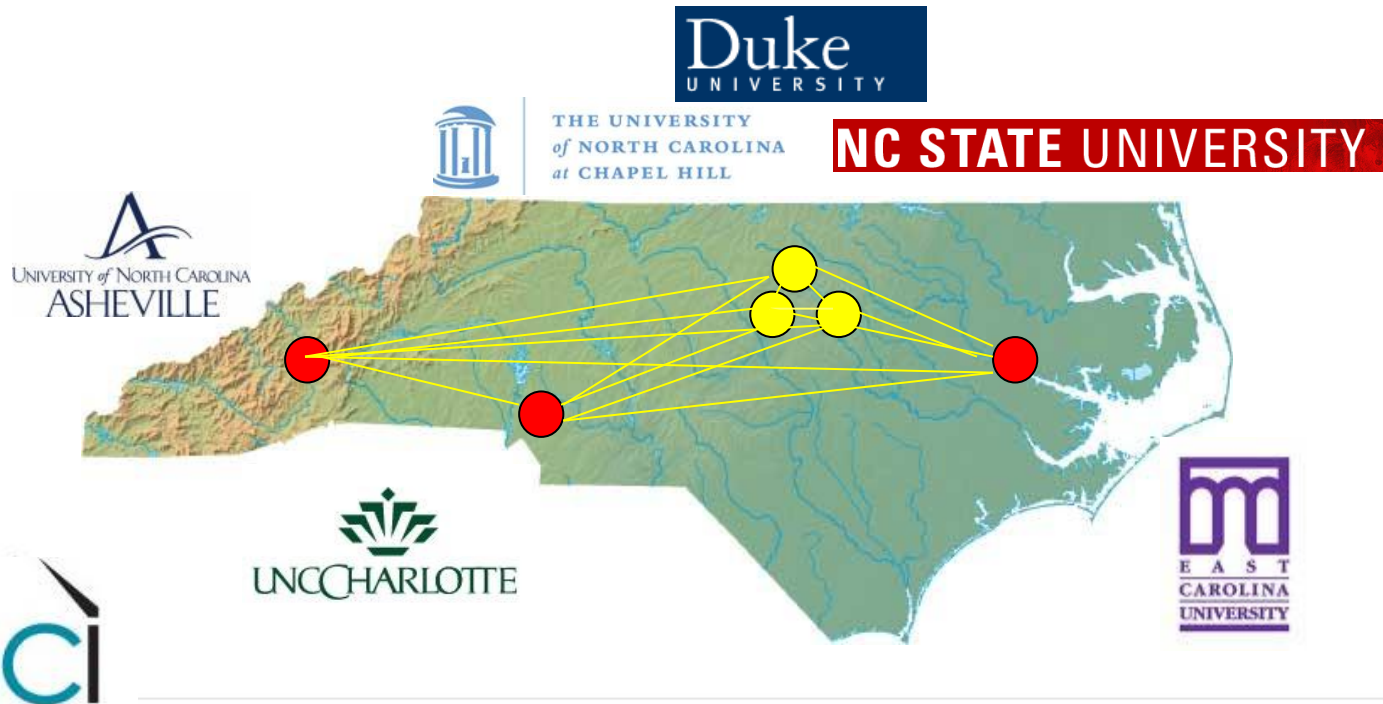 Duke
UNIVERSITY
THE UNIVERSITY
of NORTH CAROLINA
at CHAPEL HILL
NC STATE UNIVERSITY
UNIVERSITY of NORTH CAROLINA
ASHEVILLE
UNCCHARLOTTE
EAST
CAROLINA
UNIVERSITY
Ci